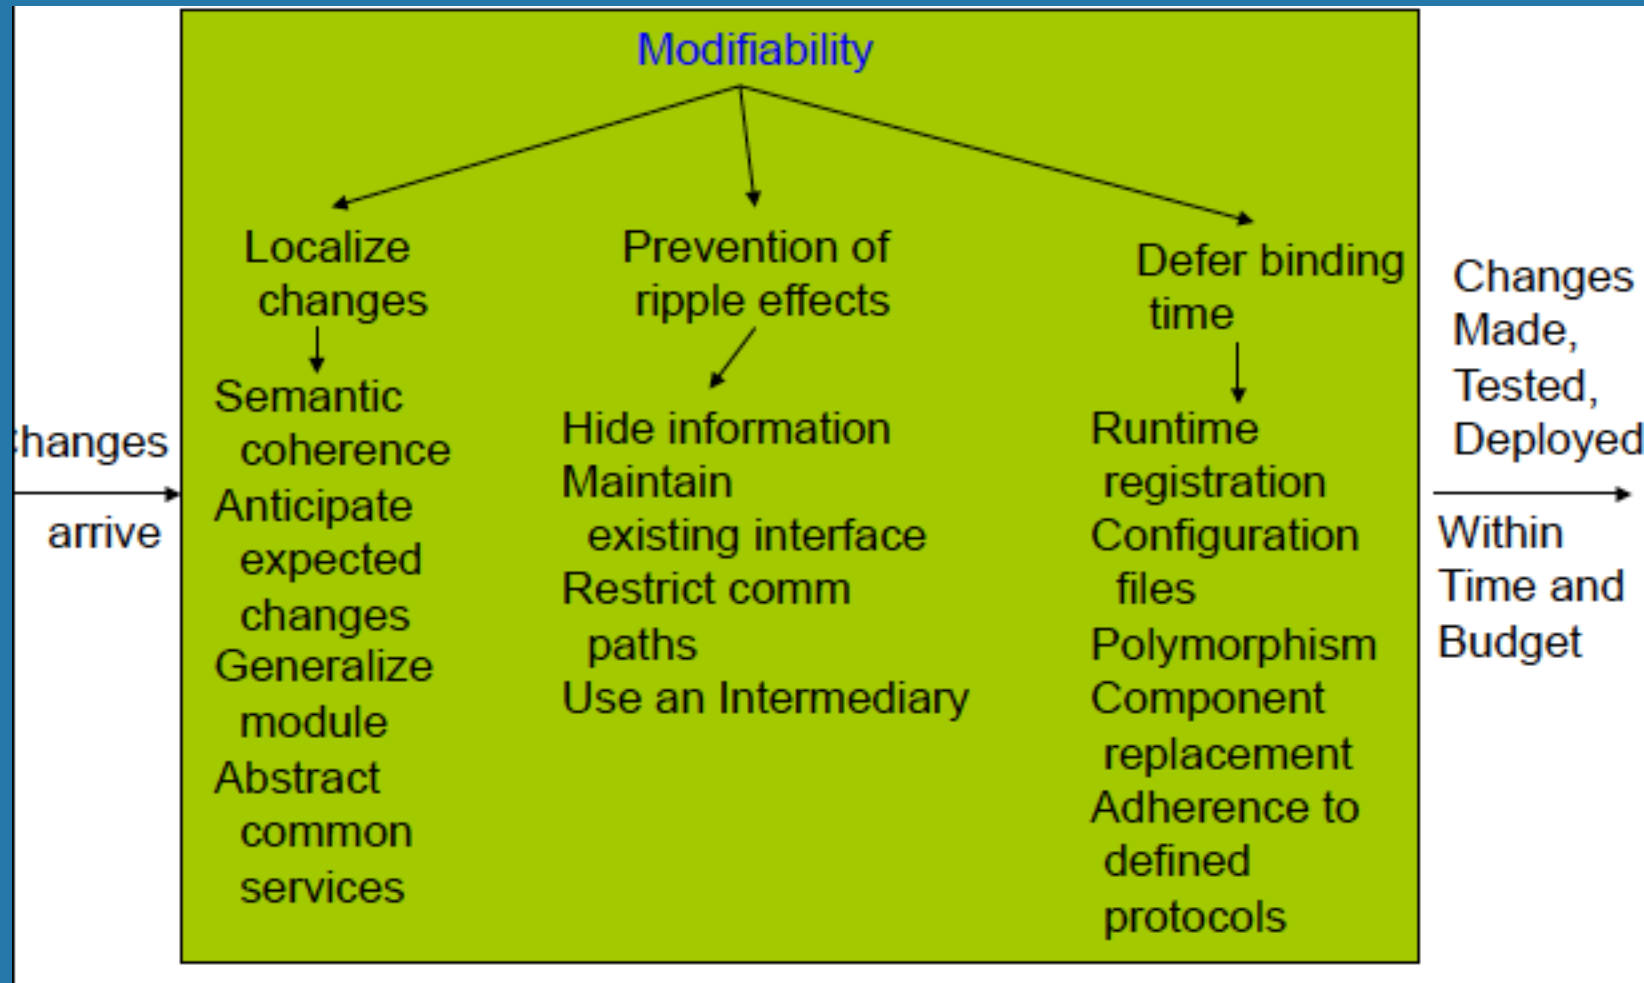 Modifiability
arrive
Localize
changes
Semantic
coherence
Anticipate
expected
changes
Generalize
module
Abstract
common
services
Prevention of
ripple effects
Hide information
Maintain
existing interface
Restrict comm
paths
Use an Intermediary
Defer binding
time
Runtime
registration
Configuration
files
Polymorphism
Component
replacement
Adherence to
defined
protocols
Changes
Made,
Tested,
Deployed
Within
Time and
Budget